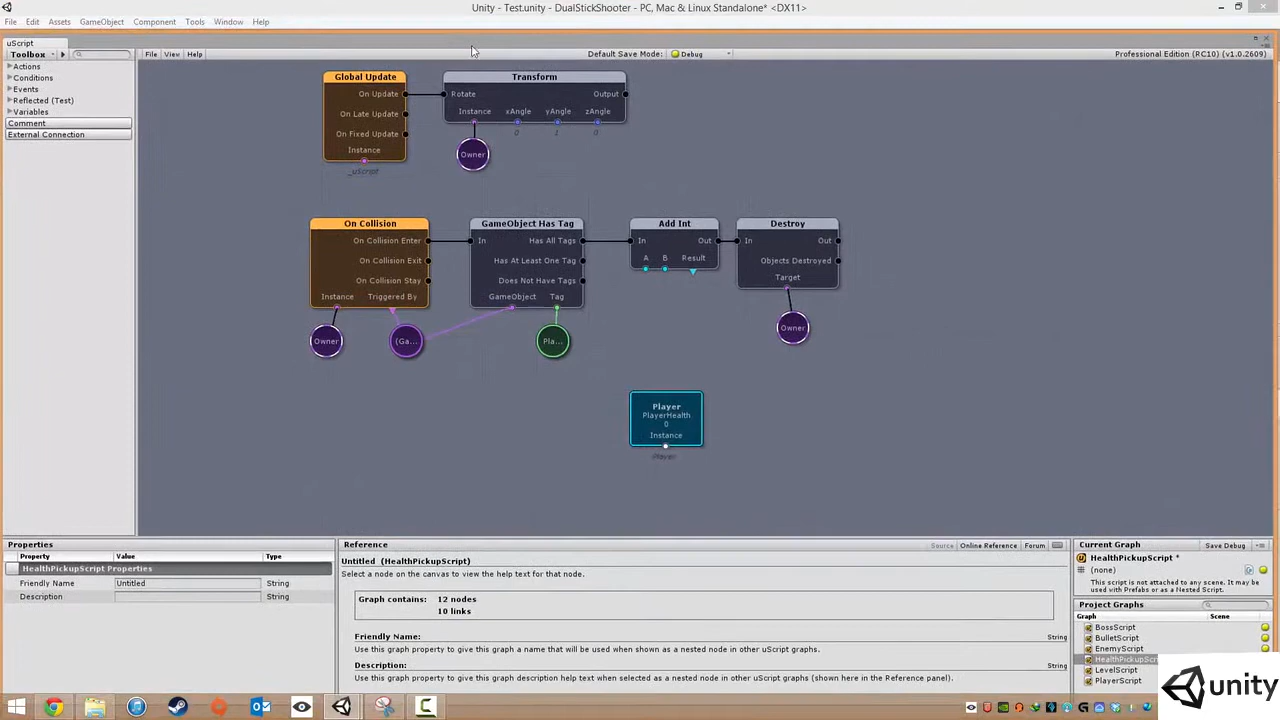 Unity - Test.unity - DualStickShooter - PC, Mac & Linux Standalone* <DX11>
File Edit Assets GameObject Component Tools Window Help
uScript
Toolbox
File View Help
Default Save Mode: Debug
Professional Edition (RC10) (v1.0.2609)
Actions
Conditions
Events
Reflected (Test)
Variables
Comment
External Connection
Global Update
On Update
On Late Update
On Fixed Update
Instance
_uScript
Transform
Rotate Output
Instance xAngle yAngle zAngle
0 1 0
Owner
On Collision
On Collision Enter
On Collision Exit
On Collision Stay
Instance Triggered By
Owner (Ga...
GameObject Has Tag
In Has All Tags
Has At Least One Tag
Does Not Have Tags
GameObject Tag
Pla...
Add Int
In Out
A B Result
Destroy
In Out
Objects Destroyed
Target
Owner
Player
PlayerHealth
0
Instance
Player
Properties
Property Value Type
HealthPickupScript Properties
Friendly Name Untitled String
Description String
Reference
Source Online Reference Forum
Untitled (HealthPickupScript)
Select a node on the canvas to view the help text for that node.
Graph contains: 12 nodes
10 links
Friendly Name: String
Use this graph property to give this graph a name that will be used when shown as a nested node in other uScript graphs.
Description: String
Use this graph property to give this graph description help text when selected as a nested node in other uScript graphs (shown here in the Reference panel).
Current Graph Save Debug
HealthPickupScript *
(none)
This script is not attached to any scene. It may be
used with Prefabs or as a Nested Script.
Project Graphs
Graph Scene
BossScript
BulletScript
EnemyScript
HealthPickupScri
LevelScript
PlayerScript
unity